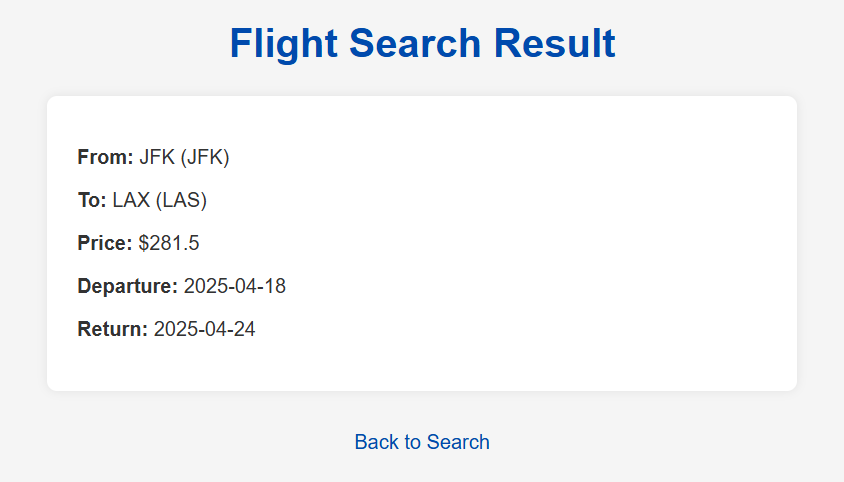 Flight Search Result
From: JFK (JFK)
To: LAX (LAS)
Price: $281.5
Departure: 2025-04-18
Return: 2025-04-24
Back to Search